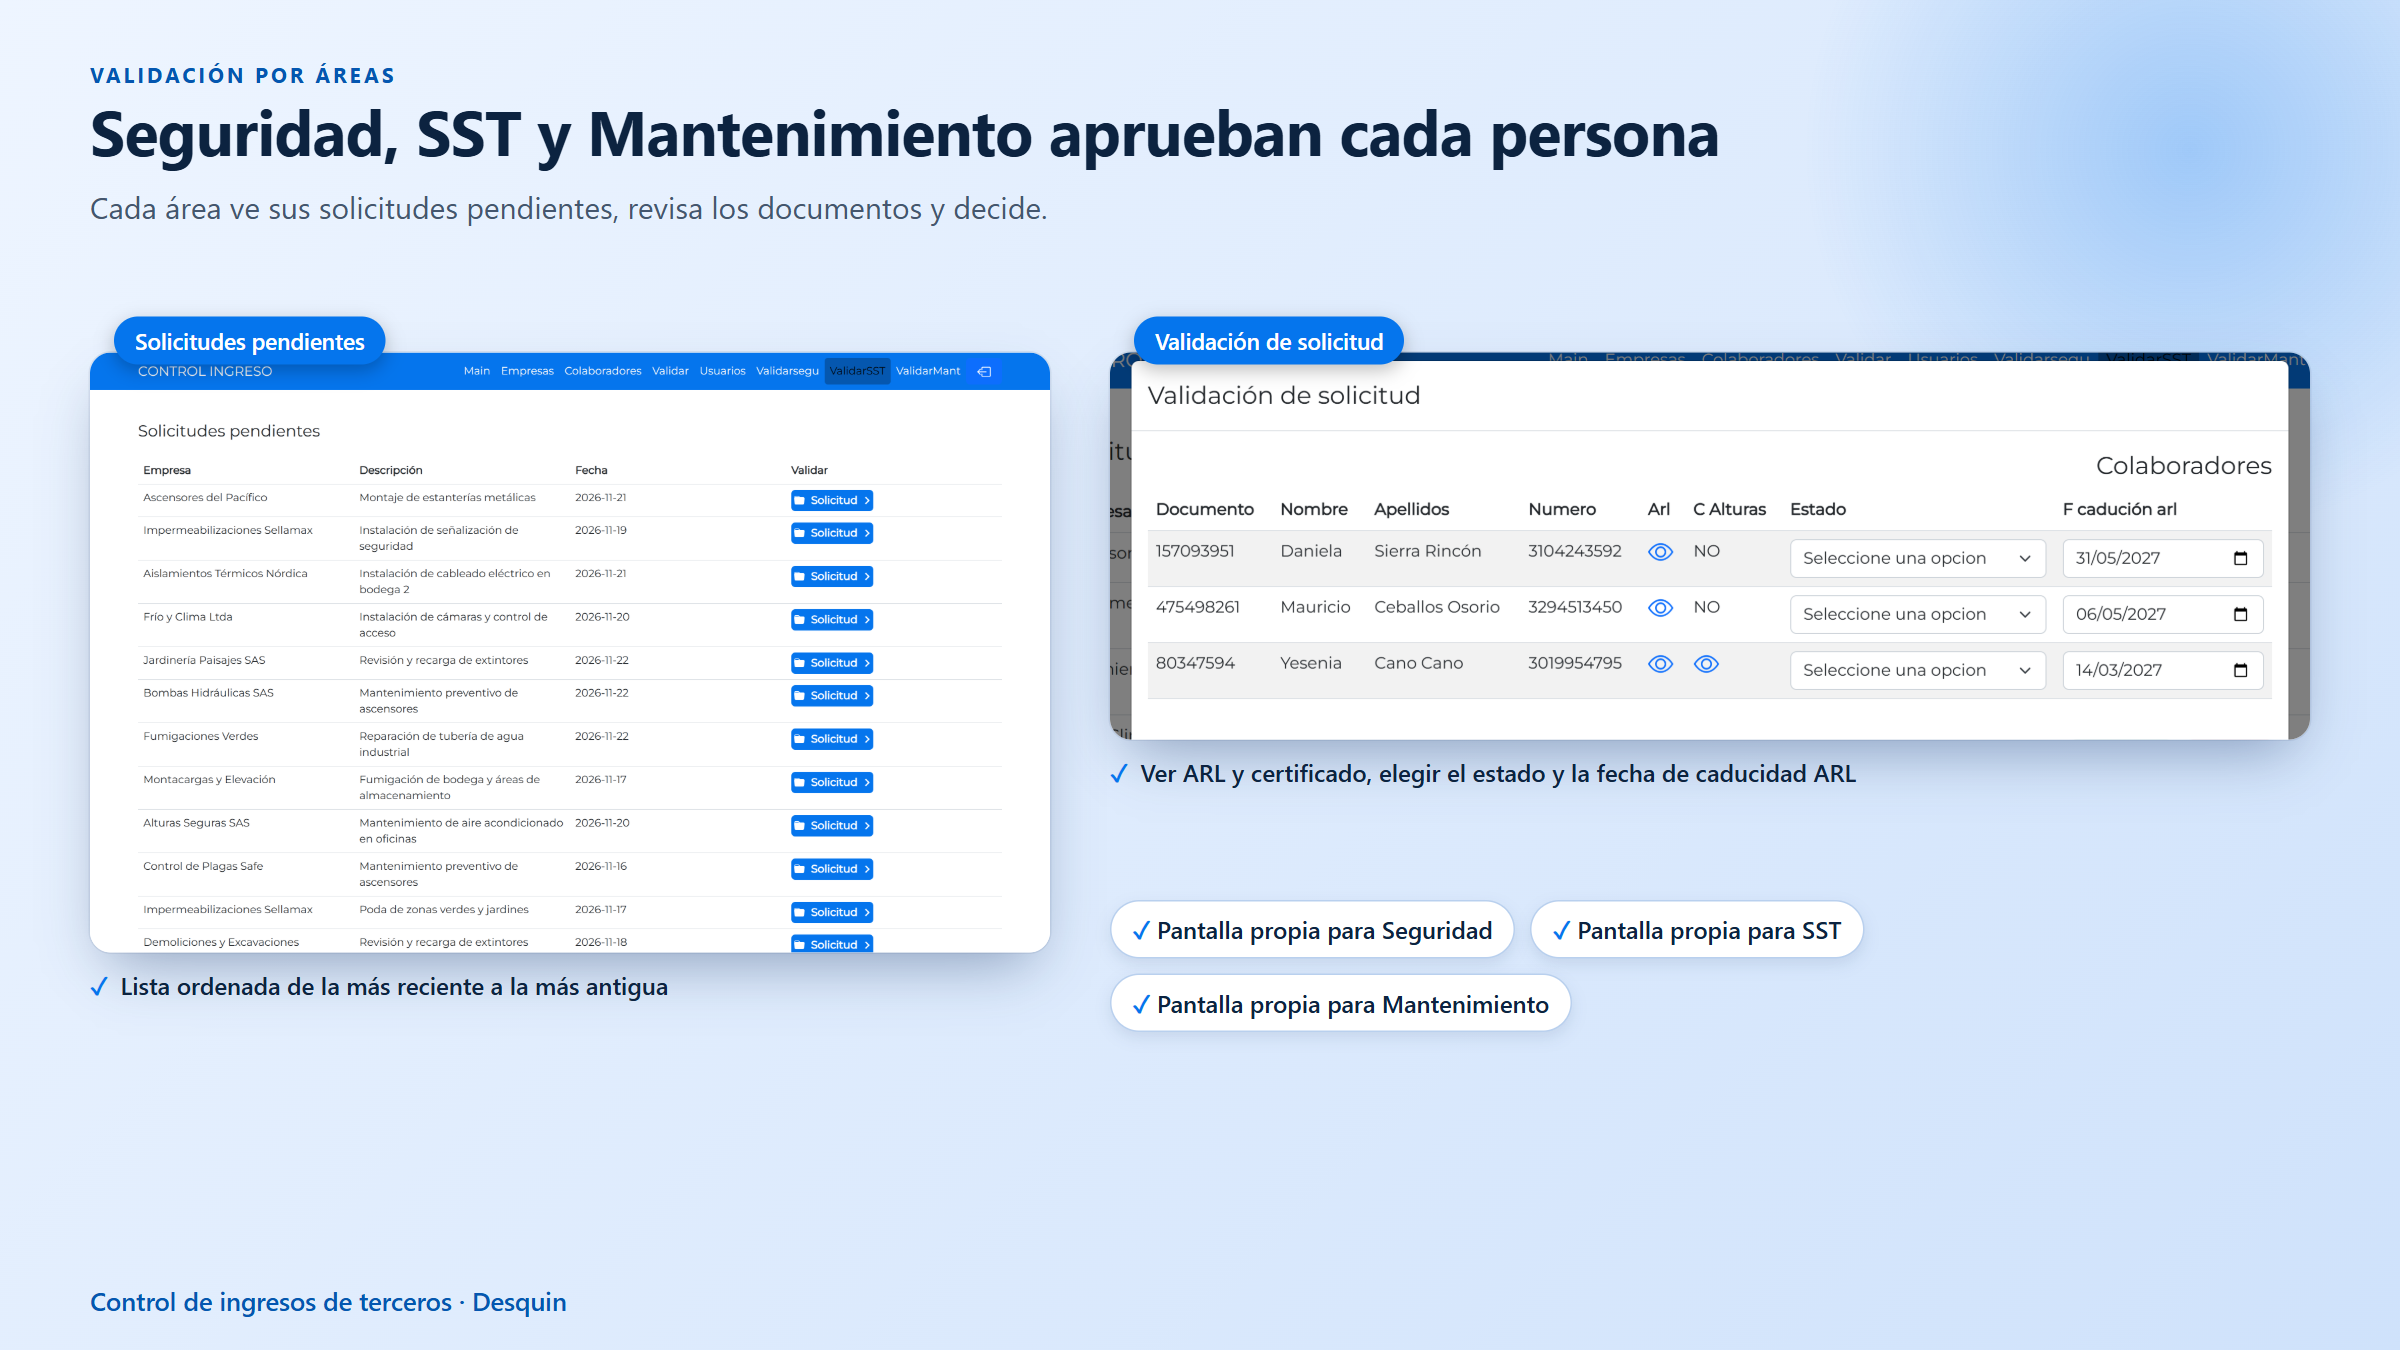 VALIDACIÓN POR ÁREAS
Seguridad, SST y Mantenimiento aprueban cada persona
Cada área ve sus solicitudes pendientes, revisa los documentos y decide.
Solicitudes pendientes
CONTROL INGRESO Main Empresas Colaboradores Validar Usuarios Validarsegu ValidarSST ValidarMant
Solicitudes pendientes
Empresa Descripción Fecha Validar
Ascensores del Pacífico Montaje de estanterías metálicas 2026-11-21 Solicitud
Impermeabilizaciones Sellamax Instalación de señalización de 2026-11-19 Solicitud
seguridad
Aislamientos Térmicos Nórdica Instalación de cableado eléctrico en 2026-11-21 Solicitud
bodega 2
Frío y Clima Ltda Instalación de cámaras y control de 2026-11-20 Solicitud
acceso
Jardinería Paisajes SAS Revisión y recarga de extintores 2026-11-22 Solicitud
Bombas Hidráulicas SAS Mantenimiento preventivo de 2026-11-22 Solicitud
ascensores
Fumigaciones Verdes Reparación de tubería de agua 2026-11-22 Solicitud
industrial
Montacargas y Elevación Fumigación de bodega y áreas de 2026-11-17 Solicitud
almacenamiento
Alturas Seguras SAS Mantenimiento de aire acondicionado 2026-11-20 Solicitud
en oficinas
Control de Plagas Safe Mantenimiento preventivo de 2026-11-16 Solicitud
ascensores
Impermeabilizaciones Sellamax Poda de zonas verdes y jardines 2026-11-17 Solicitud
Demoliciones y Excavaciones Revisión y recarga de extintores 2026-11-18 Solicitud
✓ Lista ordenada de la más reciente a la más antigua
Validación de solicitud
Main Empresas Colaboradores Validar Usuarios Validarsegu ValidarSST ValidarMant
Validación de solicitud
Colaboradores
Documento Nombre Apellidos Numero Arl C Alturas Estado F cadución arl
157093951 Daniela Sierra Rincón 3104243592 NO Seleccione una opcion 31/05/2027
475498261 Mauricio Ceballos Osorio 3294513450 NO Seleccione una opcion 06/05/2027
80347594 Yesenia Cano Cano 3019954795 Seleccione una opcion 14/03/2027
✓ Ver ARL y certificado, elegir el estado y la fecha de caducidad ARL
✓ Pantalla propia para Seguridad
✓ Pantalla propia para SST
✓ Pantalla propia para Mantenimiento
Control de ingresos de terceros · Desquin